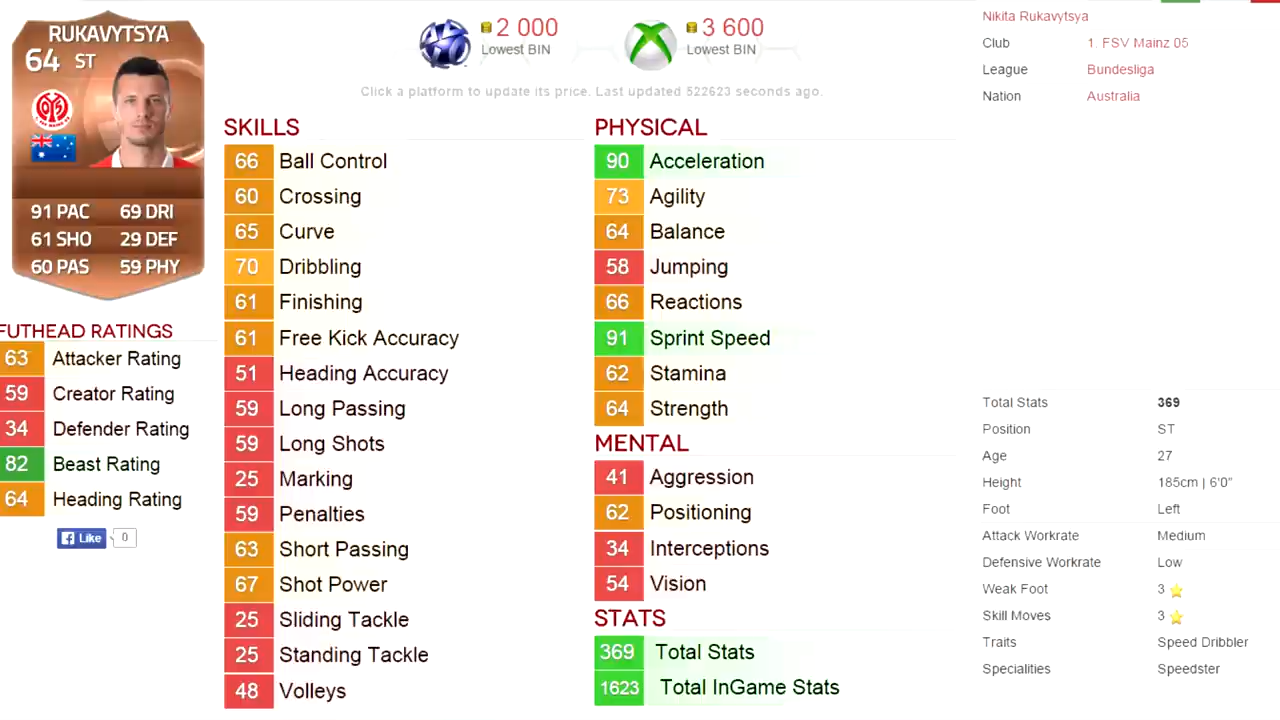 RUKAVYTSYA
64 ST
91 PAC 69 DRI
61 SHO 29 DEF
60 PAS 59 PHY
FUTHEAD RATINGS
63 Attacker Rating
59 Creator Rating
34 Defender Rating
82 Beast Rating
64 Heading Rating
Like 0
2 000
Lowest BIN
3 600
Lowest BIN
Click a platform to update its price. Last updated 522623 seconds ago.
SKILLS
66 Ball Control
60 Crossing
65 Curve
70 Dribbling
61 Finishing
61 Free Kick Accuracy
51 Heading Accuracy
59 Long Passing
59 Long Shots
25 Marking
59 Penalties
63 Short Passing
67 Shot Power
25 Sliding Tackle
25 Standing Tackle
48 Volleys
PHYSICAL
90 Acceleration
73 Agility
64 Balance
58 Jumping
66 Reactions
91 Sprint Speed
62 Stamina
64 Strength
MENTAL
41 Aggression
62 Positioning
34 Interceptions
54 Vision
STATS
369 Total Stats
1623 Total InGame Stats
Nikita Rukavytsya
Club 1. FSV Mainz 05
League Bundesliga
Nation Australia
Total Stats 369
Position ST
Age 27
Height 185cm | 6'0"
Foot Left
Attack Workrate Medium
Defensive Workrate Low
Weak Foot 3
Skill Moves 3
Traits Speed Dribbler
Specialities Speedster